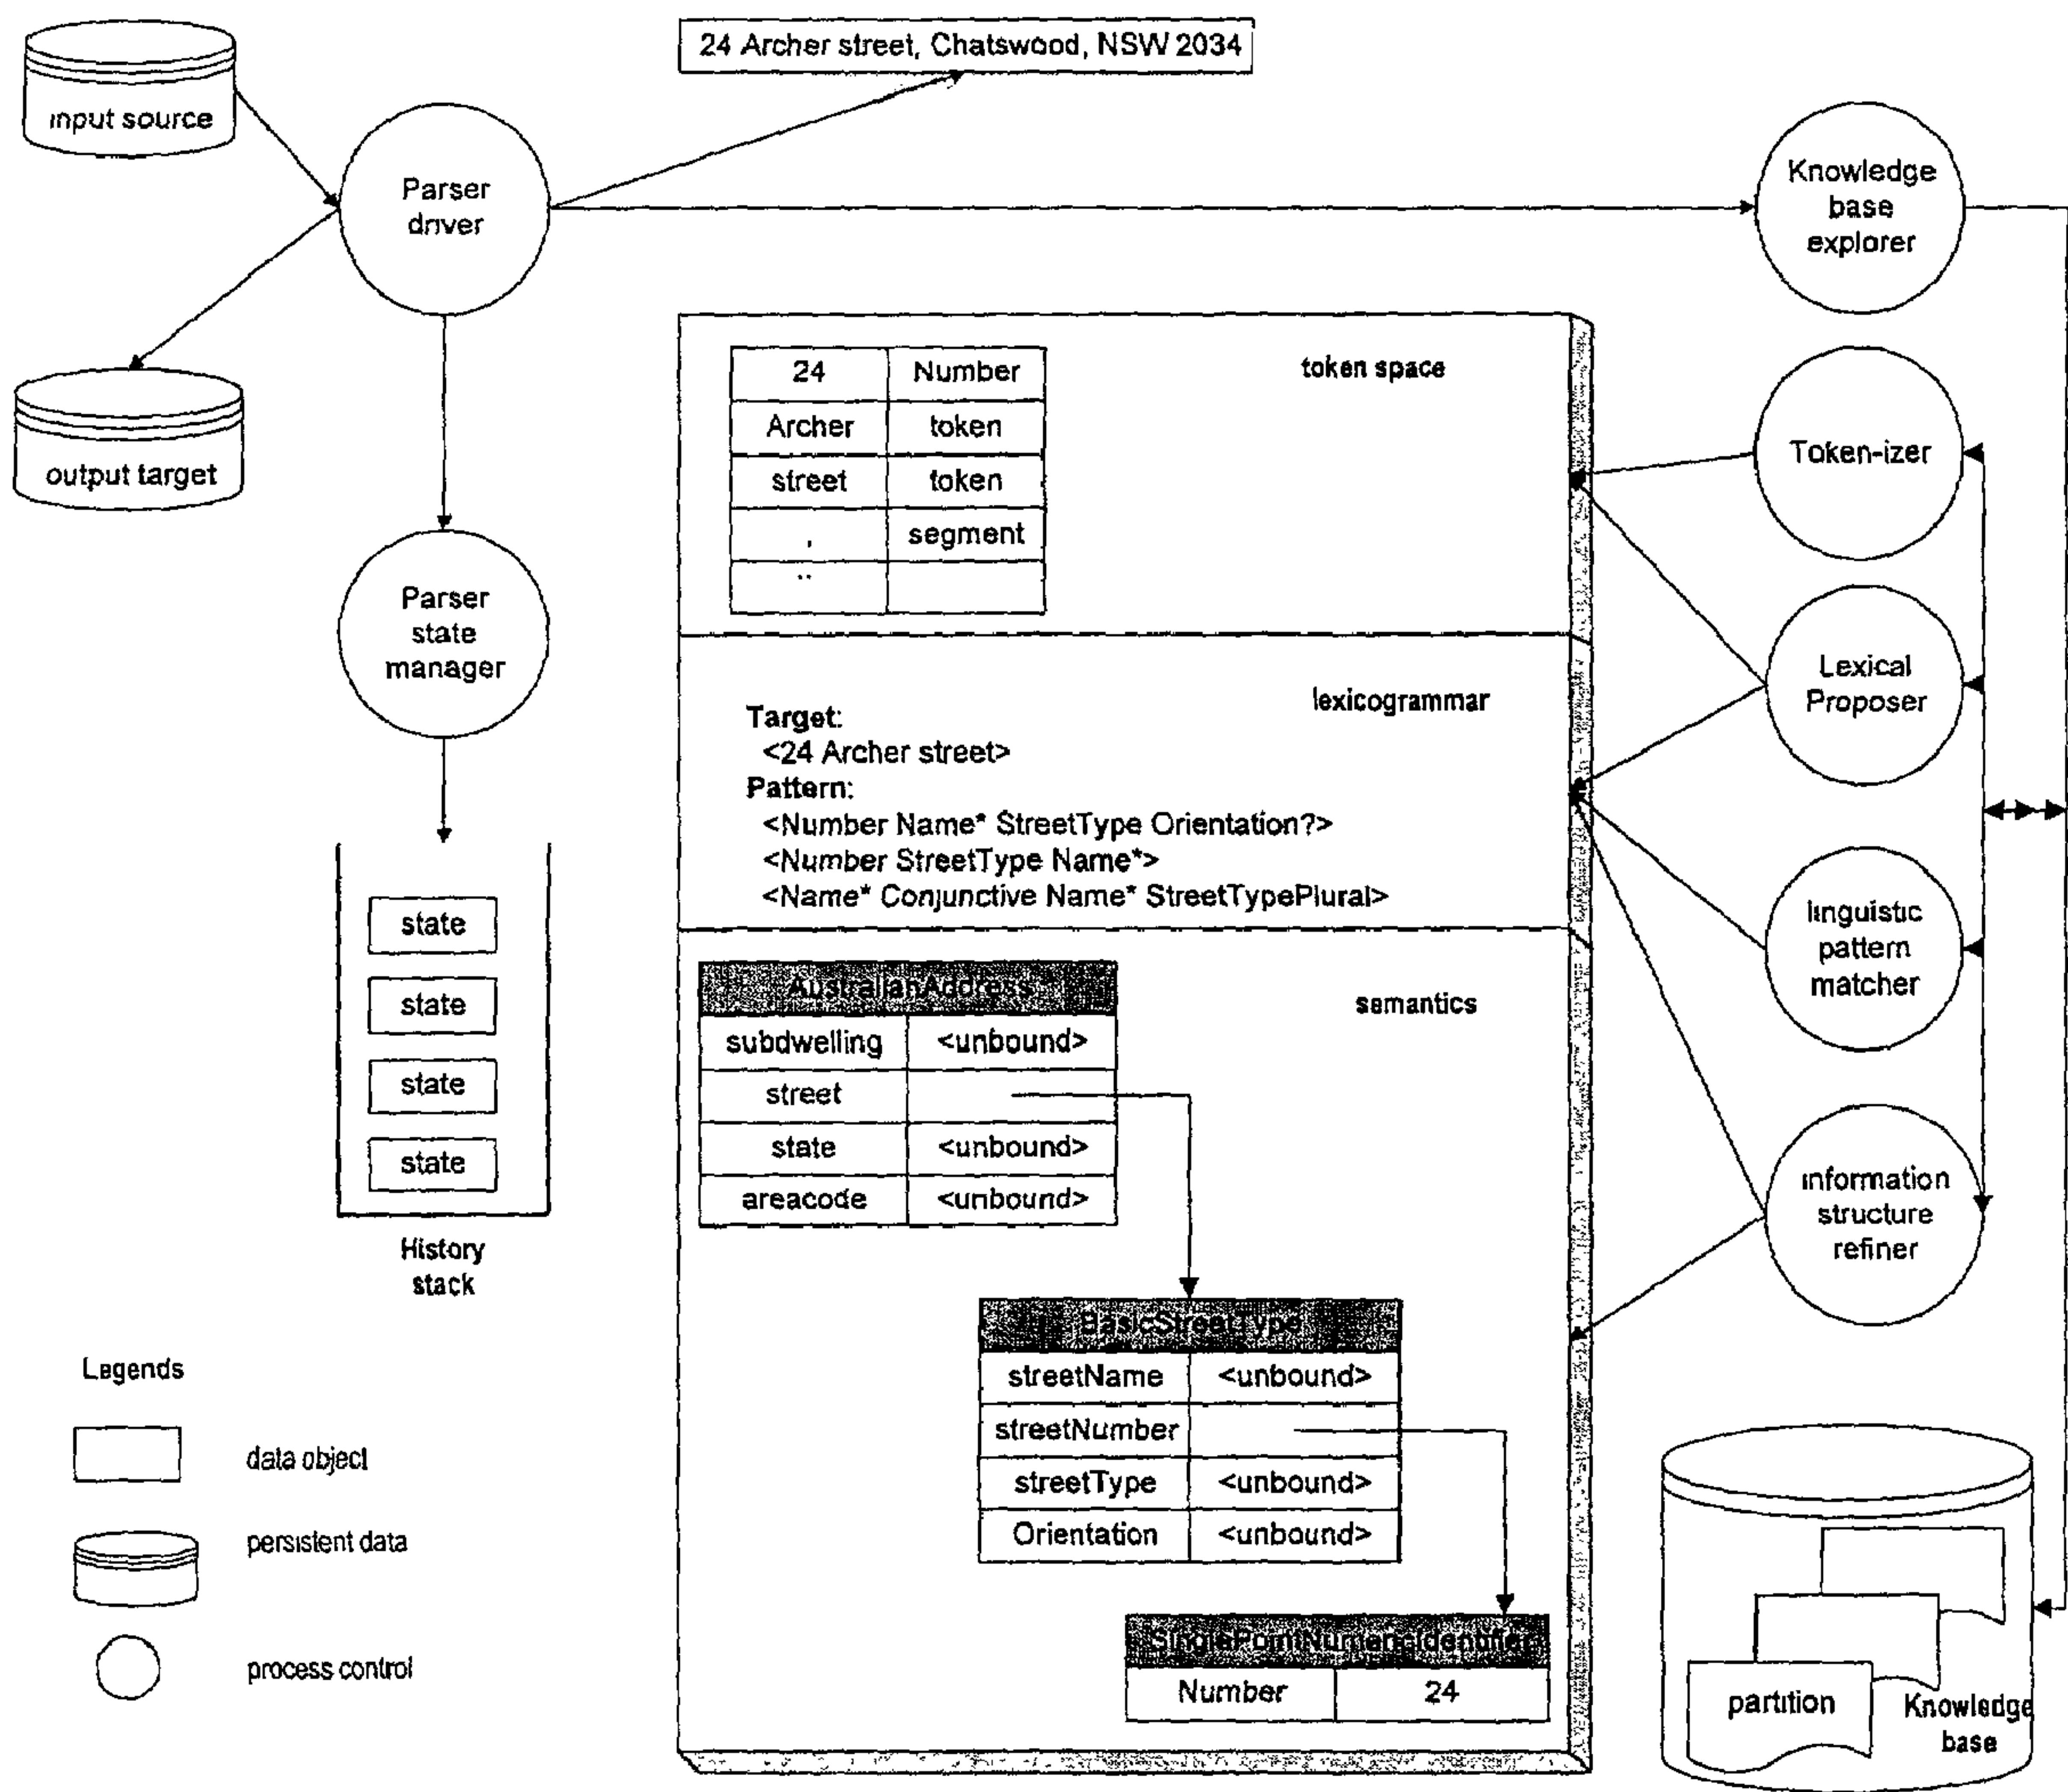 24 Archer street, Chatswood, NSW 2034
input source
Parser
driver
Knowledge
base
explorer
output target
Parser
state
manager
state
state
state
state
History
stack
24 Number
Archer token
street token
, segment
..
token space
Target:
<24 Archer street>
Pattern:
<Number Name* StreetType Orientation?>
<Number StreetType Name*>
<Name* Conjunctive Name* StreetTypePlural>
lexicogrammar
AustralianAddress
subdwelling <unbound>
street
state <unbound>
areacode <unbound>
semantics
BasicStreetType
streetName <unbound>
streetNumber
streetType <unbound>
Orientation <unbound>
Number 24
Token-izer
Lexical
Proposer
linguistic
pattern
matcher
information
structure
refiner
partition
Knowledge
base
Legends
data object
persistent data
process control